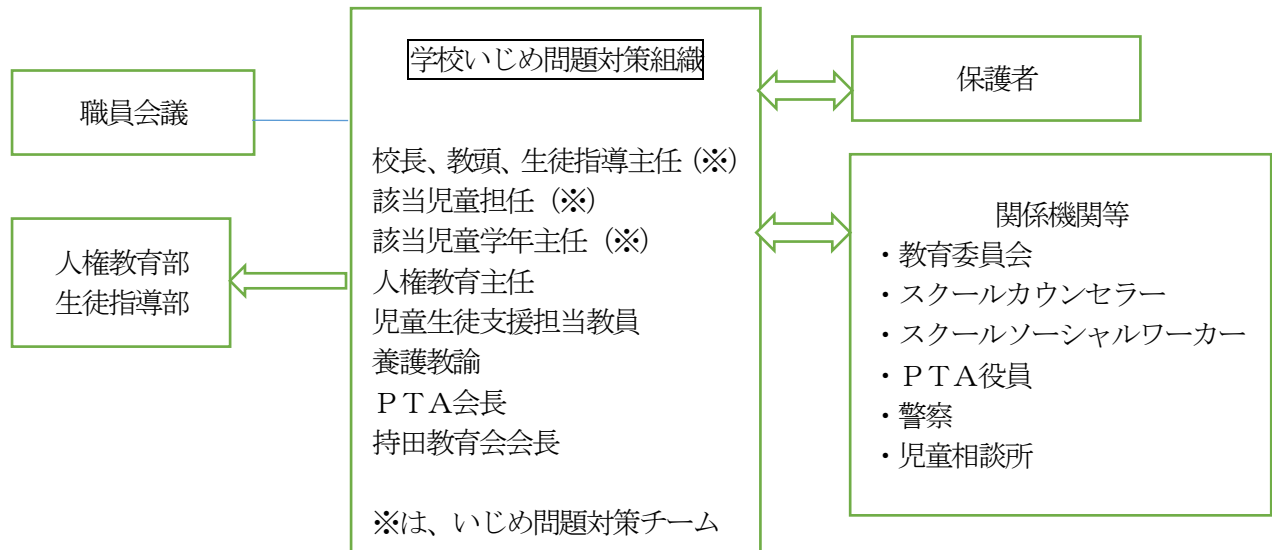 学校いじめ問題対策組織
校長、教頭、生徒指導主任（※）
該当児童担任（※）
該当児童学年主任（※）
人権教育主任
児童生徒支援担当教員
養護教諭
ＰＴＡ会長
持田教育会会長
※は、いじめ問題対策チーム
職員会議
人権教育部
生徒指導部
保護者
関係機関等
・教育委員会
・スクールカウンセラー
・スクールソーシャルワーカー
・ＰＴＡ役員
・警察
・児童相談所